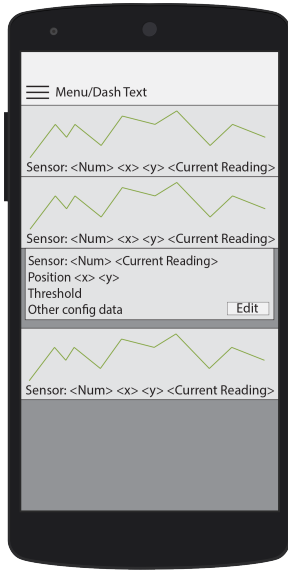 Menu/Dash Text
Sensor: <Num> <x> <y> <Current Reading>
Sensor: <Num> <x> <y> <Current Reading>
Sensor: <Num> <Current Reading>
Position <x> <y>
Threshold
Other config data
Edit
Sensor: <Num> <x> <y> <Current Reading>